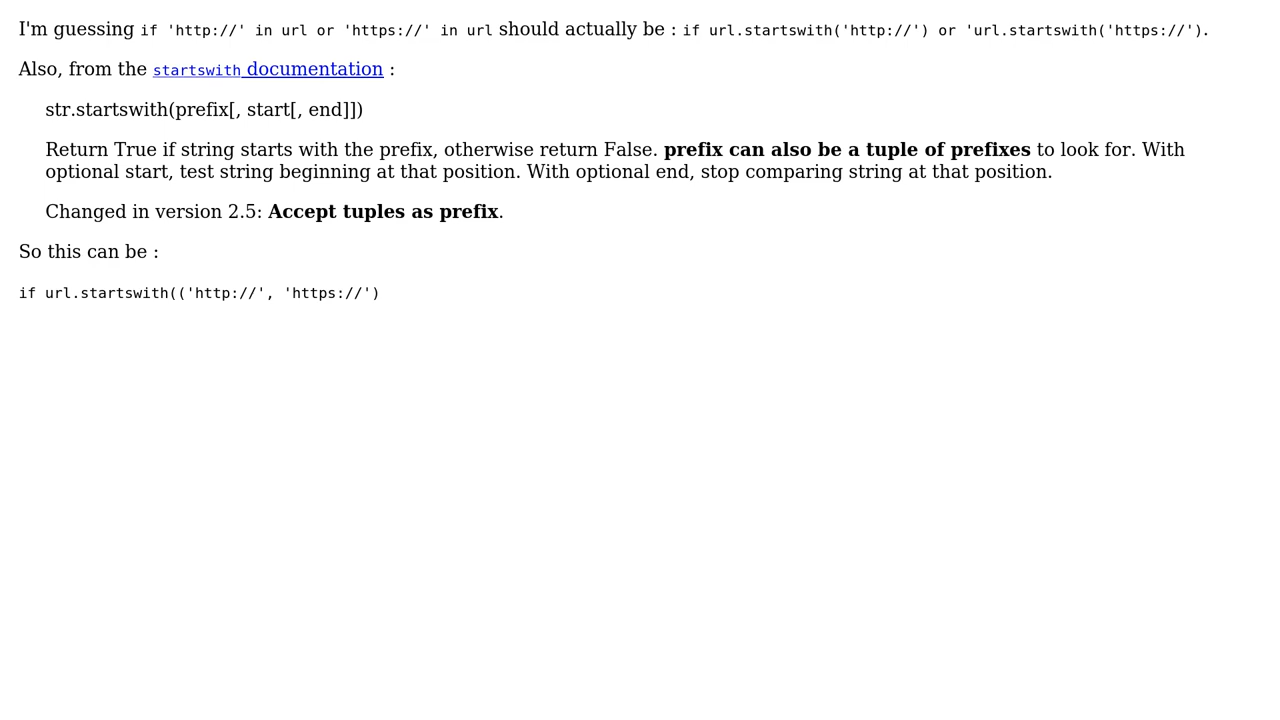 I'm guessing if 'http://' in url or 'https://' in url should actually be : if url.startswith('http://') or 'url.startswith('https://').
Also, from the startswith documentation :
str.startswith(prefix[, start[, end]])
Return True if string starts with the prefix, otherwise return False. prefix can also be a tuple of prefixes to look for. With
optional start, test string beginning at that position. With optional end, stop comparing string at that position.
Changed in version 2.5: Accept tuples as prefix.
So this can be :
if url.startswith(('http://', 'https://')